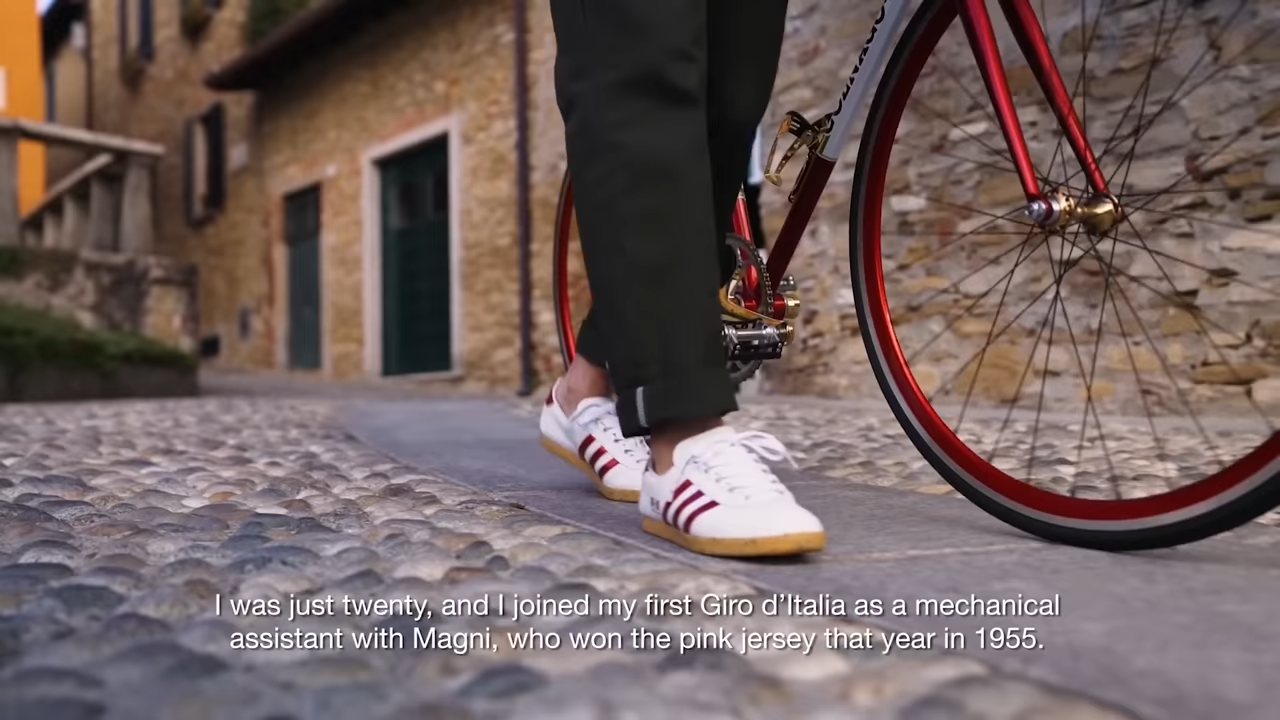 COLNAGO
I was just twenty, and I joined my first Giro d’Italia as a mechanical
assistant with Magni, who won the pink jersey that year in 1955.